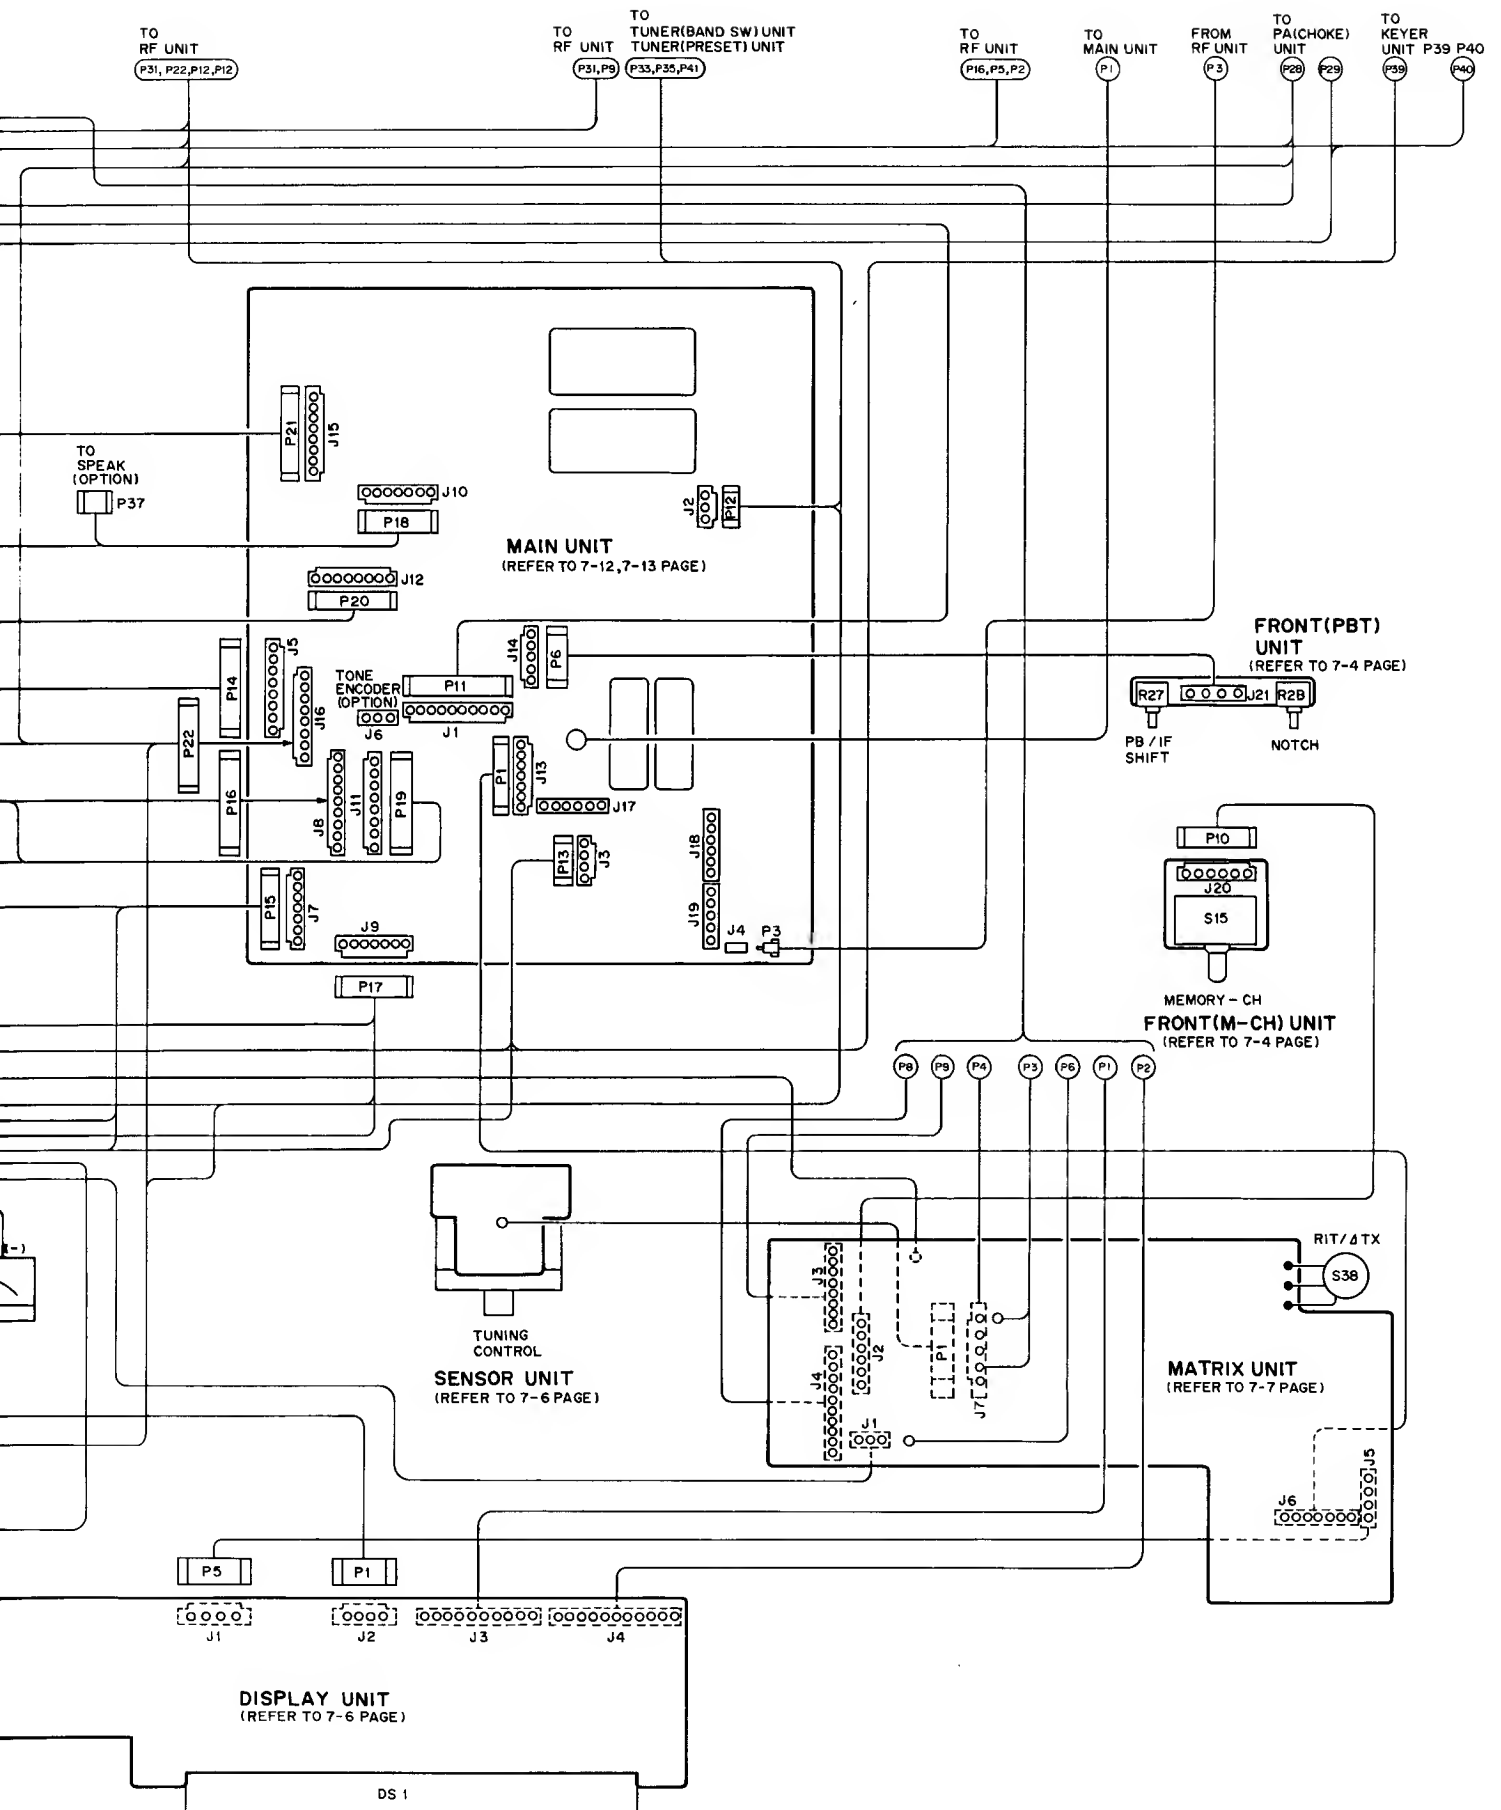 TO
RF UNIT
P31, P22,P12,P12
TO
RF UNIT
P31,P9
TO
TUNER(BAND SW)UNIT
TUNER(PRESET)UNIT
P33,P35,P41
TO
RF UNIT
P16,P5,P2
TO
MAIN UNIT
P1
FROM
RF UNIT
P3
TO
PA(CHOKE)
UNIT
P28
P29
TO
KEYER
UNIT P39 P40
P39
P40
P21
J15
TO
SPEAK
(OPTION)
P37
J10
P18
J2
P12
MAIN UNIT
(REFER TO 7-12,7-13 PAGE)
J12
P20
J5
P14
J16
TONE
ENCODER
(OPTION)
J6
P11
J1
J14
P6
P22
P16
J8
J11
P19
P1
J13
J17
P13
J3
J18
J19
J4
P3
P15
J7
J9
P17
FRONT(PBT)
UNIT
(REFER TO 7-4 PAGE)
R27
J21
R28
PB/IF
SHIFT
NOTCH
P10
J20
S15
MEMORY-CH
FRONT(M-CH)UNIT
(REFER TO 7-4 PAGE)
P8
P9
P4
P3
P6
P1
P2
(-)
TUNING
CONTROL
SENSOR UNIT
(REFER TO 7-6 PAGE)
J3
J2
J4
J1
P1
J7
RIT/ΔTX
S38
MATRIX UNIT
(REFER TO 7-7 PAGE)
J5
J6
P5
P1
J1
J2
J3
J4
DISPLAY UNIT
(REFER TO 7-6 PAGE)
DS 1